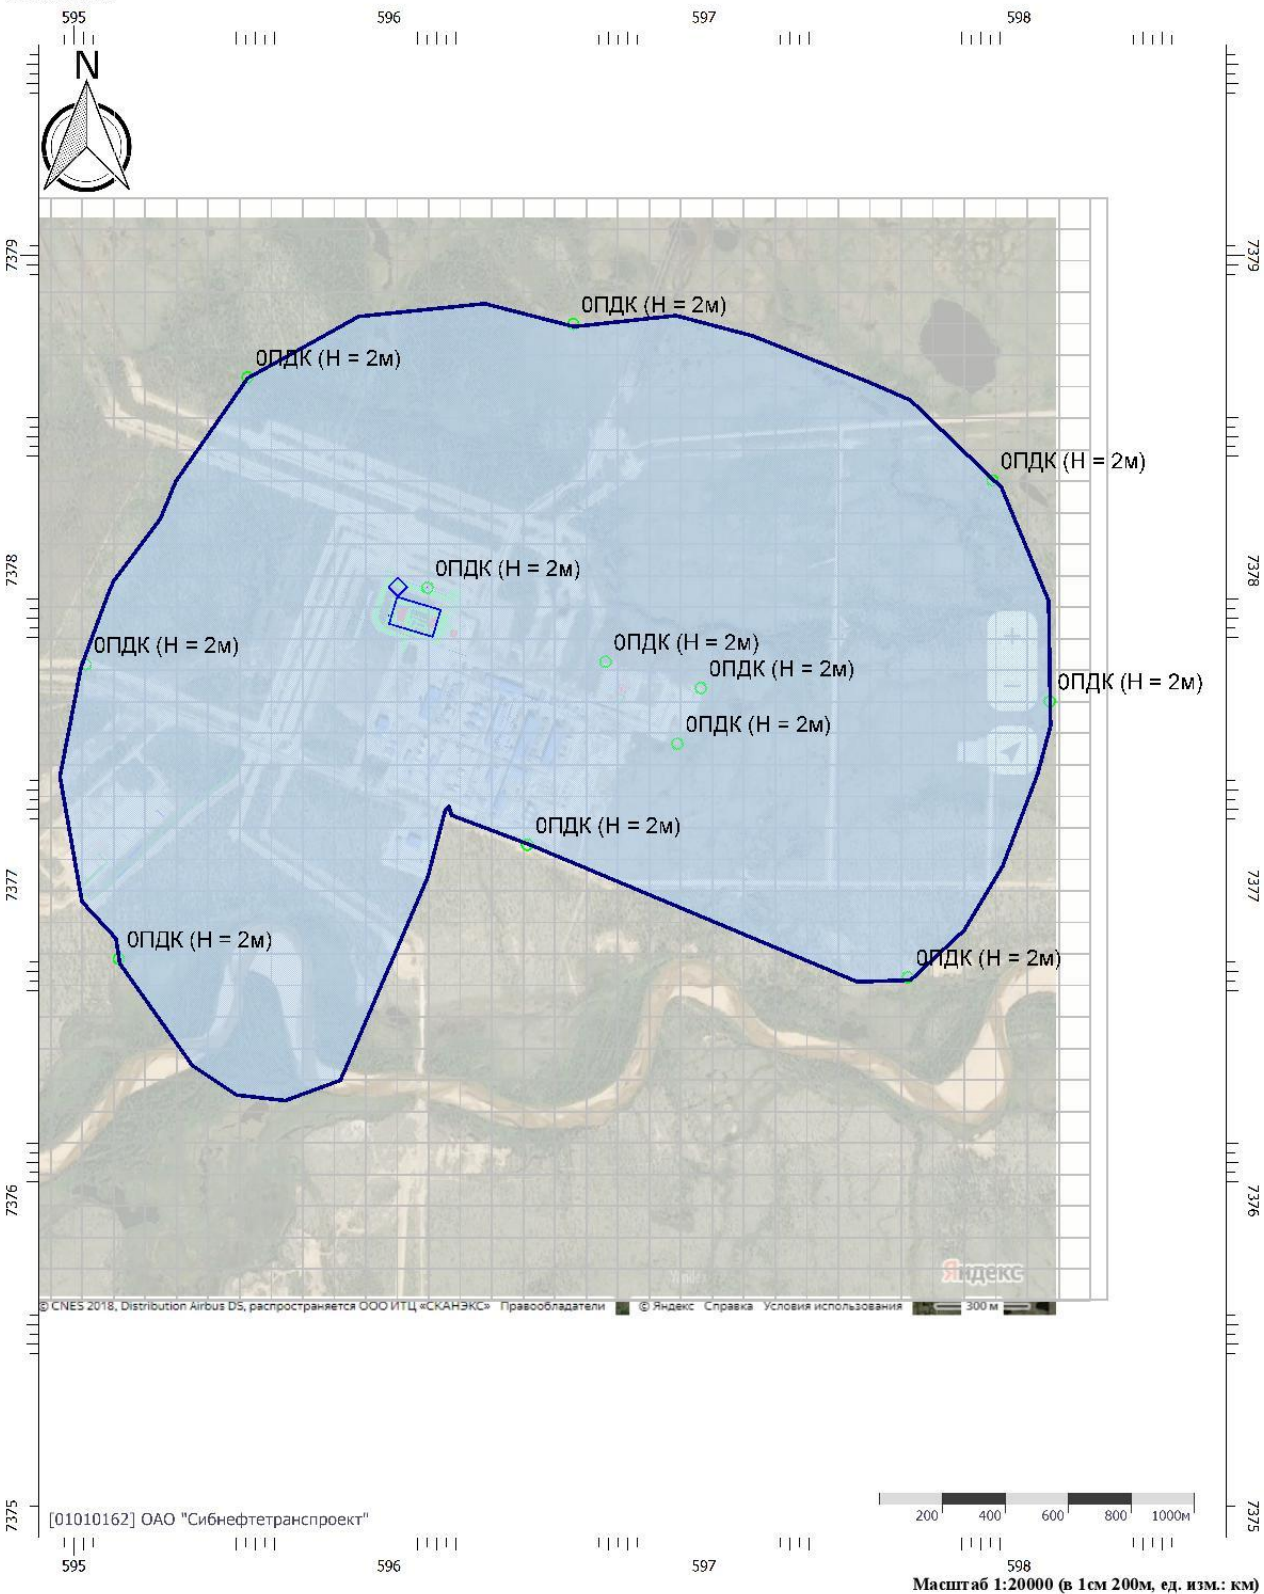 595 596 597 598
N
7379 7379
0ПДК (Н = 2м)
0ПДК (Н = 2м)
0ПДК (Н = 2м)
7378 7378
0ПДК (Н = 2м)
0ПДК (Н = 2м)
0ПДК (Н = 2м)
0ПДК (Н = 2м)
0ПДК (Н = 2м)
0ПДК (Н = 2м)
0ПДК (Н = 2м)
7377 7377
0ПДК (Н = 2м)
0ПДК (Н = 2м)
7376 7376
Яндекс
© CNES 2018, Distribution Airbus DS, распространяется ООО ИТЦ «СКАНЭКС» Правообладатели © Яндекс Справка Условия использования 300 м
7375 7375
200 400 600 800 1000м
[01010162] ОАО "Сибнефтетранспроект"
595 596 597 598
Масштаб 1:20000 (в 1см 200м, ед. изм.: км)